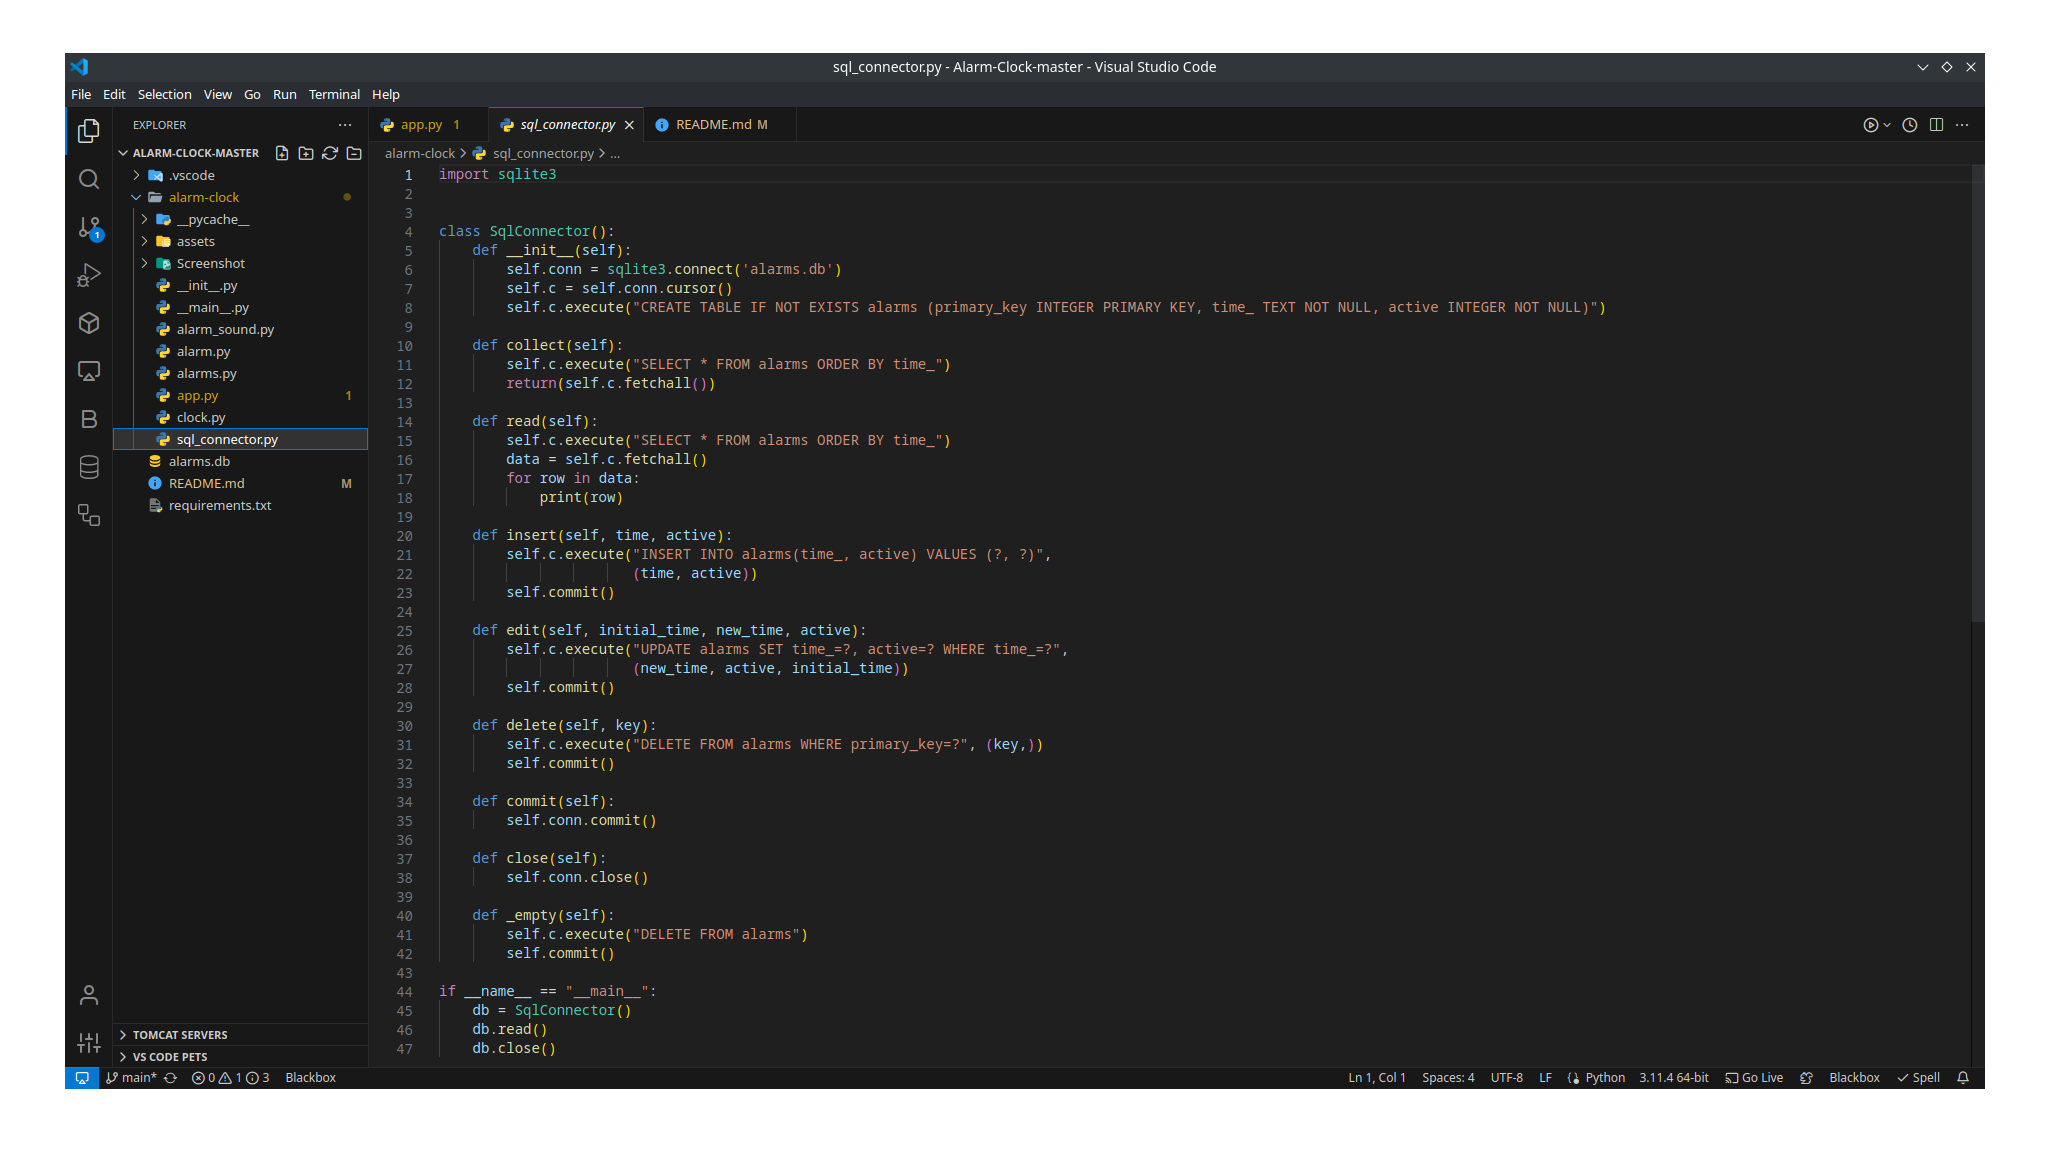 sql_connector.py - Alarm-Clock-master - Visual Studio Code
File Edit Selection View Go Run Terminal Help
EXPLORER
ALARM-CLOCK-MASTER
.vscode
alarm-clock
__pycache__
assets
Screenshot
__init__.py
__main__.py
alarm_sound.py
alarm.py
alarms.py
app.py 1
clock.py
sql_connector.py
alarms.db
README.md M
requirements.txt
TOMCAT SERVERS
VS CODE PETS
1
B
app.py 1 sql_connector.py README.md M
alarm-clock > sql_connector.py > ...
1 import sqlite3
2
3
4 class SqlConnector():
5     def __init__(self):
6         self.conn = sqlite3.connect('alarms.db')
7         self.c = self.conn.cursor()
8         self.c.execute("CREATE TABLE IF NOT EXISTS alarms (primary_key INTEGER PRIMARY KEY, time_ TEXT NOT NULL, active INTEGER NOT NULL)")
9
10     def collect(self):
11         self.c.execute("SELECT * FROM alarms ORDER BY time_")
12         return(self.c.fetchall())
13
14     def read(self):
15         self.c.execute("SELECT * FROM alarms ORDER BY time_")
16         data = self.c.fetchall()
17         for row in data:
18             print(row)
19
20     def insert(self, time, active):
21         self.c.execute("INSERT INTO alarms(time_, active) VALUES (?, ?)",
22                        (time, active))
23         self.commit()
24
25     def edit(self, initial_time, new_time, active):
26         self.c.execute("UPDATE alarms SET time_=?, active=? WHERE time_=?",
27                        (new_time, active, initial_time))
28         self.commit()
29
30     def delete(self, key):
31         self.c.execute("DELETE FROM alarms WHERE primary_key=?", (key,))
32         self.commit()
33
34     def commit(self):
35         self.conn.commit()
36
37     def close(self):
38         self.conn.close()
39
40     def _empty(self):
41         self.c.execute("DELETE FROM alarms")
42         self.commit()
43
44 if __name__ == "__main__":
45     db = SqlConnector()
46     db.read()
47     db.close()
main* 0 1 3 Blackbox Ln 1, Col 1 Spaces: 4 UTF-8 LF Python 3.11.4 64-bit Go Live Blackbox Spell